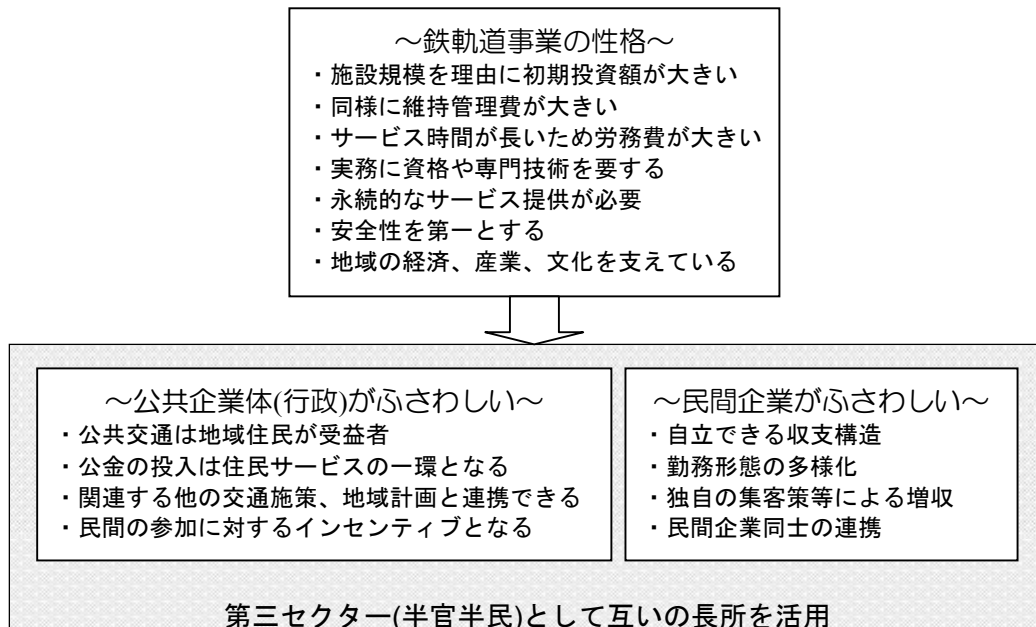 ～鉄軌道事業の性格～
・施設規模を理由に初期投資額が大きい
・同様に維持管理費が大きい
・サービス時間が長いため労務費が大きい
・実務に資格や専門技術を要する
・永続的なサービス提供が必要
・安全性を第一とする
・地域の経済、産業、文化を支えている
～公共企業体(行政)がふさわしい～
・公共交通は地域住民が受益者
・公金の投入は住民サービスの一環となる
・関連する他の交通施策、地域計画と連携できる
・民間の参加に対するインセンティブとなる
～民間企業がふさわしい～
・自立できる収支構造
・勤務形態の多様化
・独自の集客策等による増収
・民間企業同士の連携
第三セクター(半官半民)として互いの長所を活用